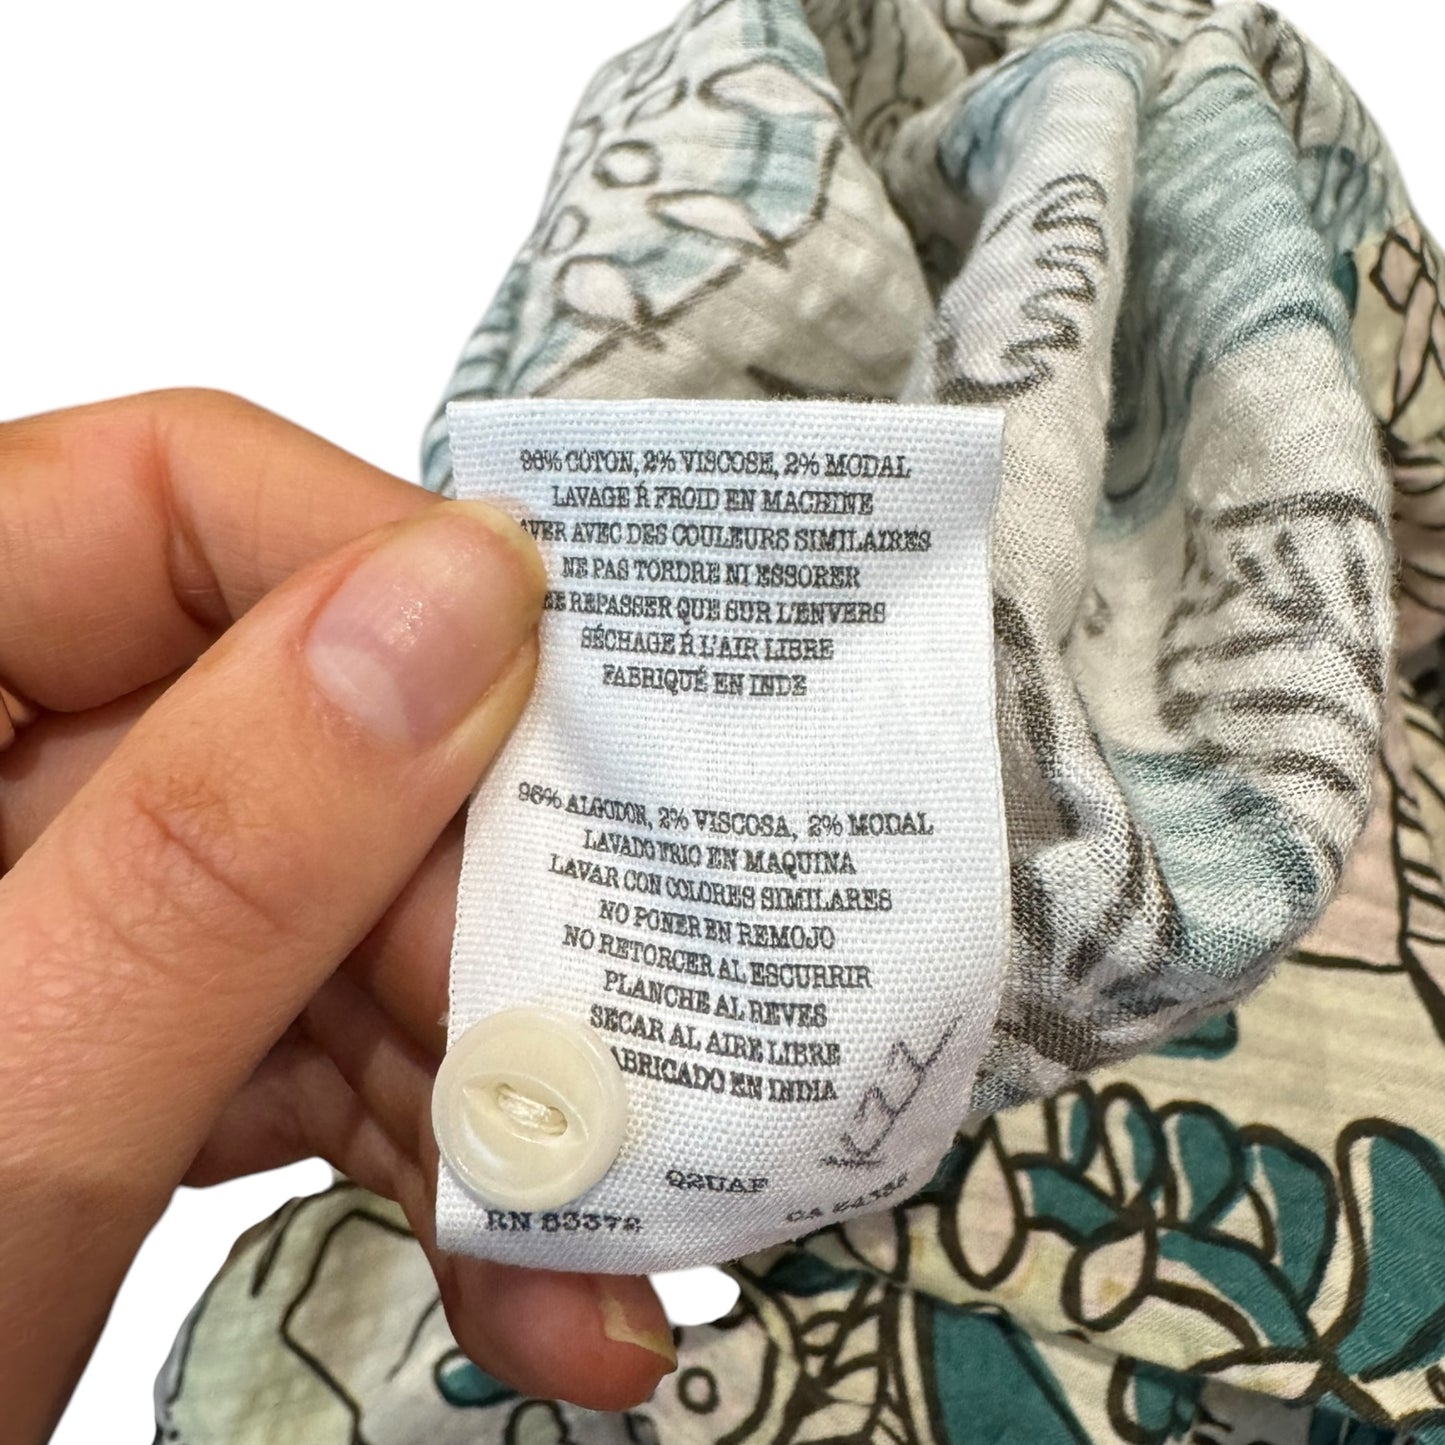 96% COTON, 2% VISCOSE, 2% MODAL
LAVAGE Ř FROID EN MACHINE
AVER AVEC DES COULEURS SIMILAIRES
NE PAS TORDRE NI ESSORER
NE REPASSER QUE SUR L'ENVERS
SÉCHAGE Ř L'AIR LIBRE
FABRIQUÉ EN INDE
96% ALGODON, 2% VISCOSA, 2% MODAL
LAVADO FRIO EN MAQUINA
LAVAR CON COLORES SIMILARES
NO PONER EN REMOJO
NO RETORCER AL ESCURRIR
PLANCHE AL REVES
SECAR AL AIRE LIBRE
ABRICADO EN INDIA
Q2UAF
RN 83372 CA